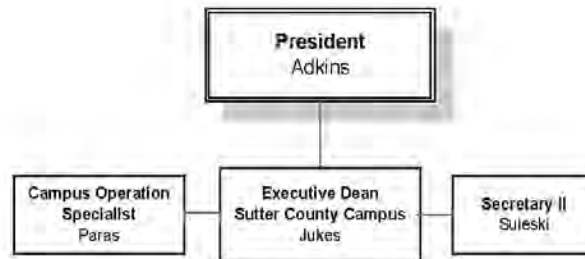 President
Adkins
Campus Operation
Specialist
Paras
Executive Dean
Sutter County Campus
Jukes
Secretary II
Suleski